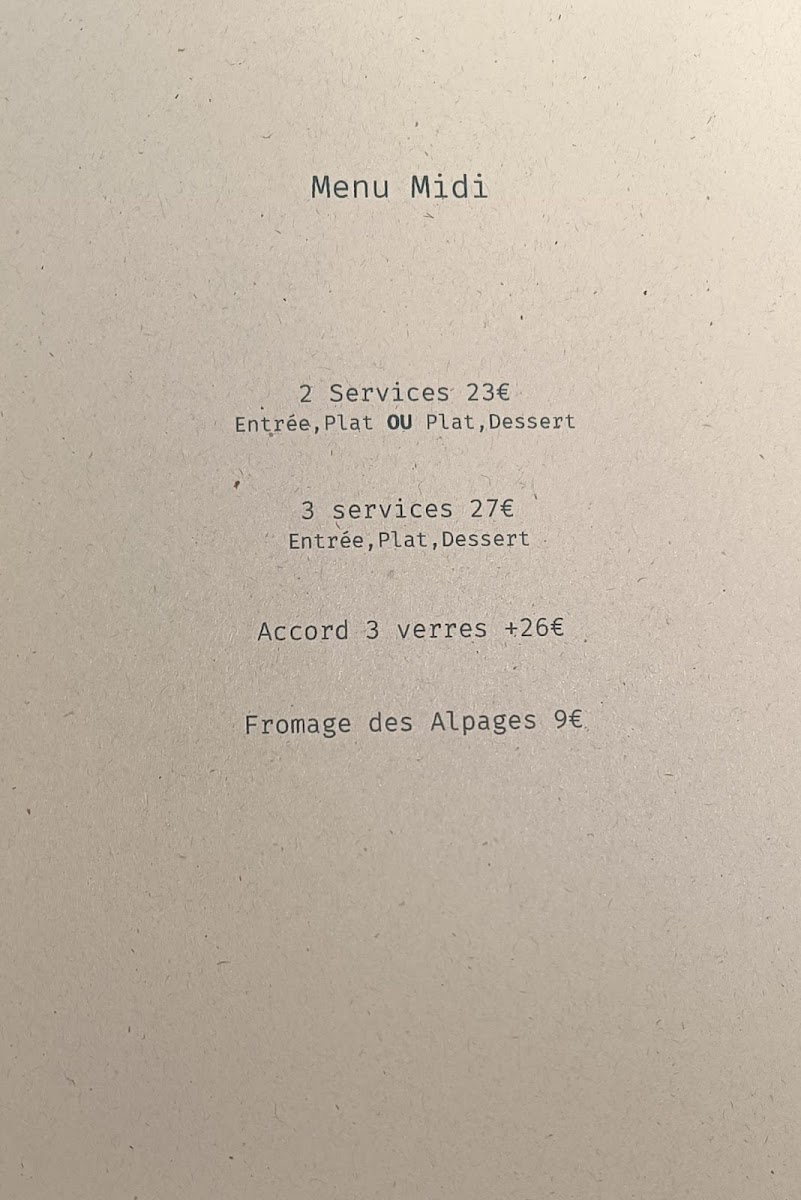 Menu Midi
2 Services 23€
Entrée,Plat OU Plat,Dessert
3 services 27€
Entrée,Plat,Dessert
Accord 3 verres +26€
Fromage des Alpages 9€